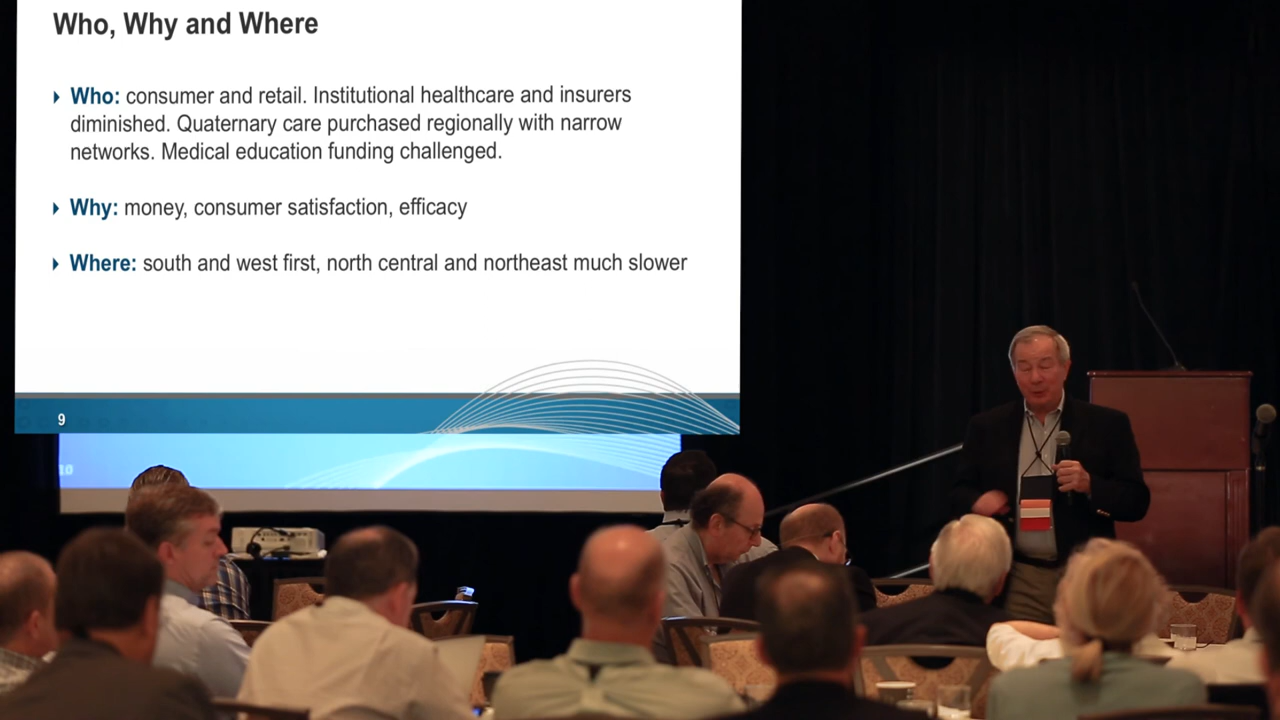 Who, Why and Where
Who: consumer and retail. Institutional healthcare and insurers
diminished. Quaternary care purchased regionally with narrow
networks. Medical education funding challenged.
Why: money, consumer satisfaction, efficacy
Where: south and west first, north central and northeast much slower
9
10